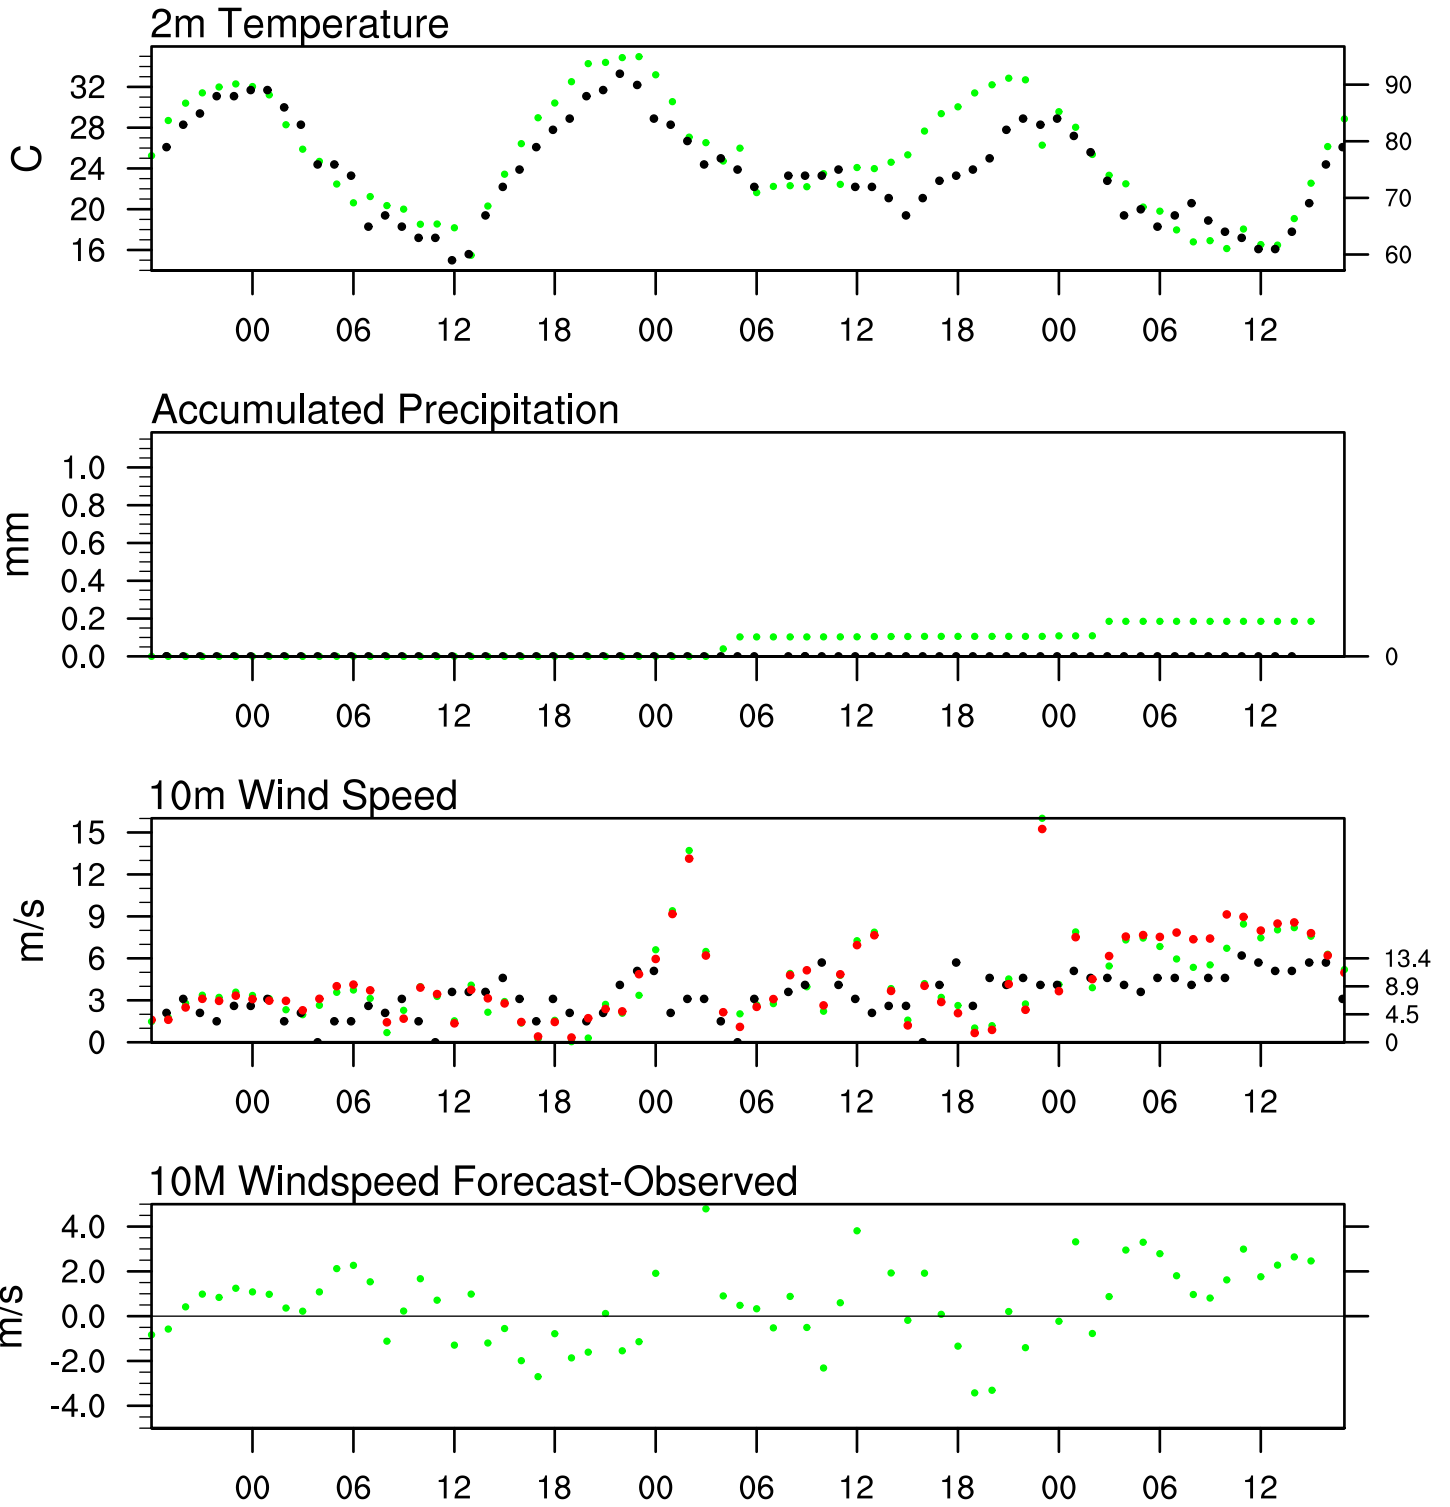 2m Temperature
C
32
28
24
20
16
90
80
70
60
00 06 12 18 00 06 12 18 00 06 12
Accumulated Precipitation
mm
1.0
0.8
0.6
0.4
0.2
0.0
0
00 06 12 18 00 06 12 18 00 06 12
10m Wind Speed
m/s
15
12
9
6
3
0
13.4
8.9
4.5
0
00 06 12 18 00 06 12 18 00 06 12
10M Windspeed Forecast-Observed
m/s
4.0
2.0
0.0
-2.0
-4.0
00 06 12 18 00 06 12 18 00 06 12